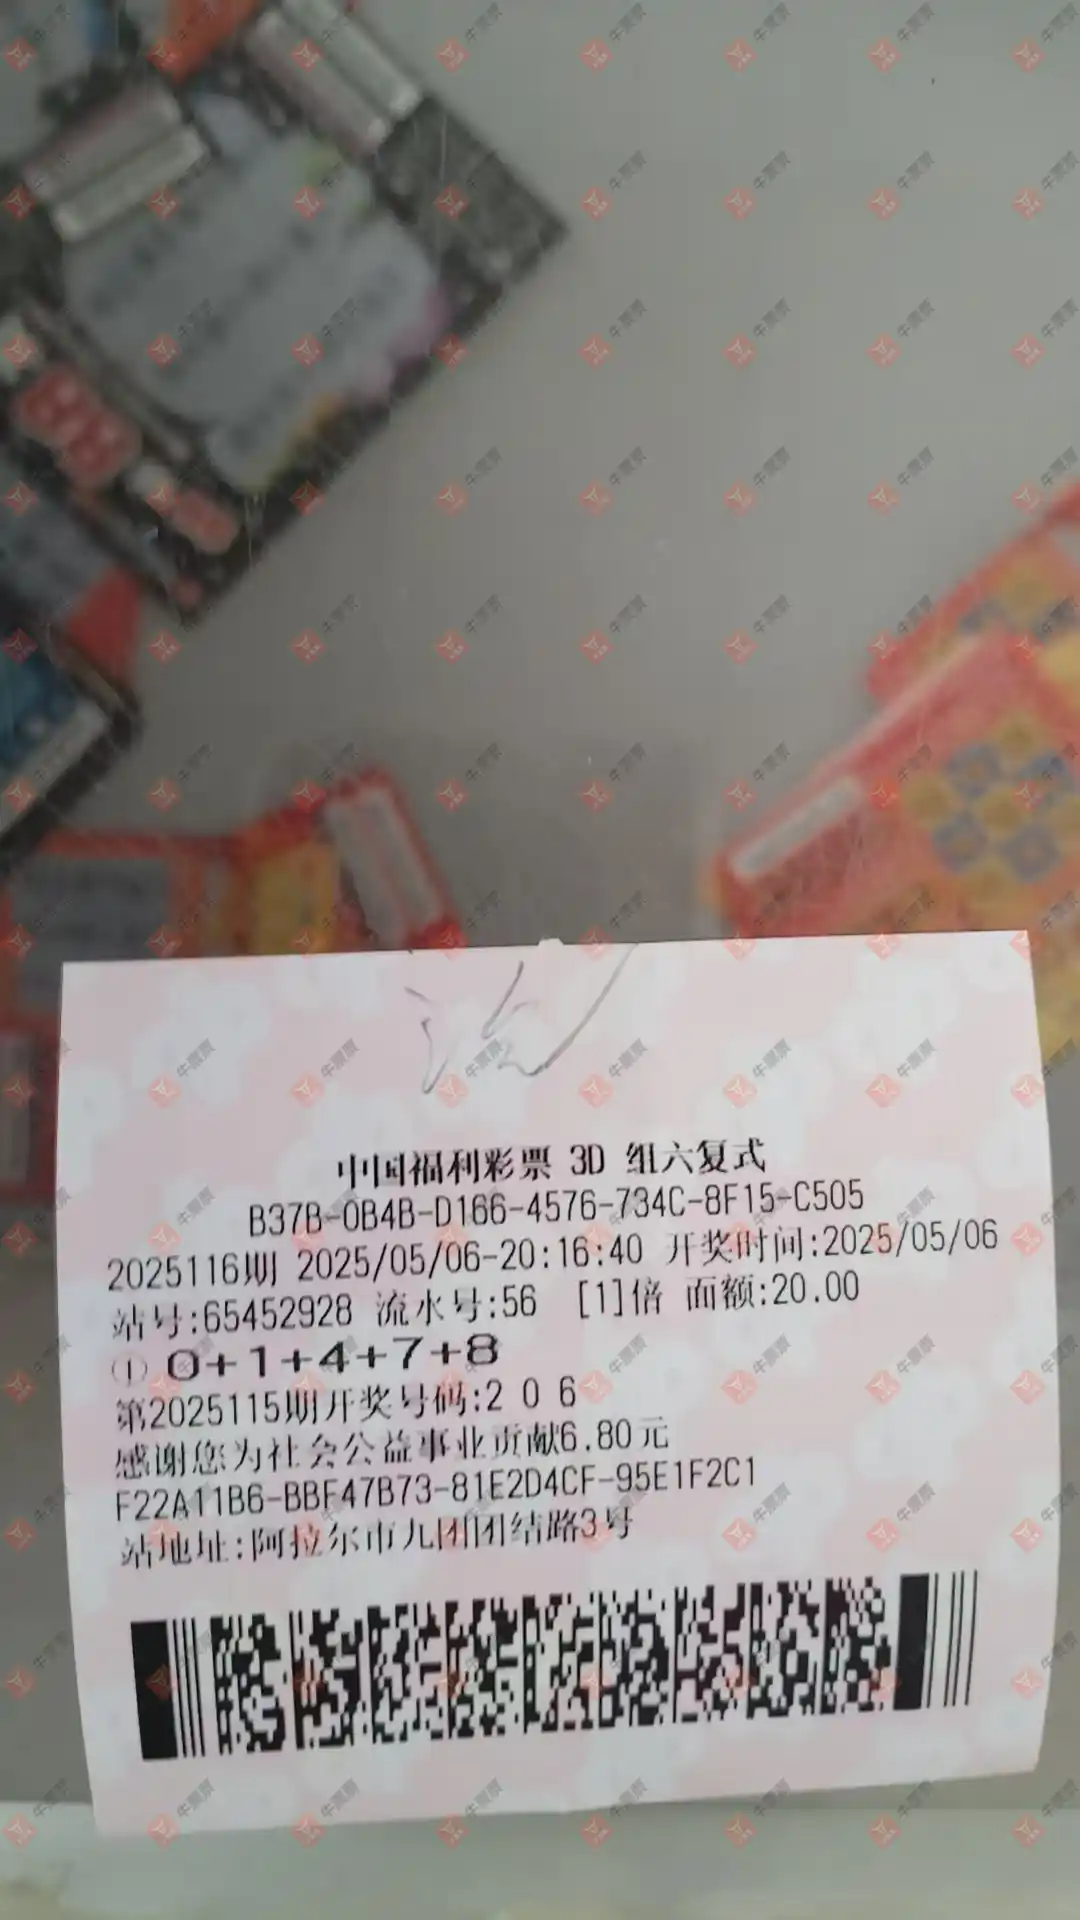 中国福利彩票 3D 组六复式
B37B-0B4B-D166-4576-734C-8F15-C505
2025116期 2025/05/06-20:16:40 开奖时间:2025/05/06
站号:65452928 流水号:56 [1]倍 面额:20.00
① 0+1+4+7+8
第2025115期开奖号码:2 0 6
感谢您为社会公益事业贡献6.80元
F22A11B6-BBF47B73-81E2D4CF-95E1F2C1
站地址:阿拉尔市九团团结路3号
牛票票